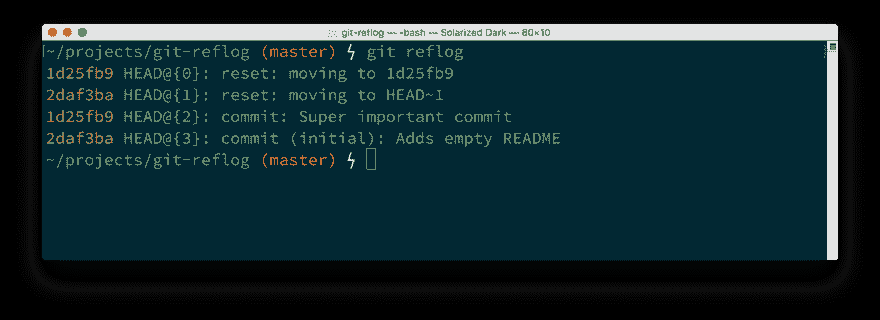 git-reflog — -bash — Solarized Dark — 80×10
~/projects/git-reflog (master) ϟ git reflog
1d25fb9 HEAD@{0}: reset: moving to 1d25fb9
2daf3ba HEAD@{1}: reset: moving to HEAD~1
1d25fb9 HEAD@{2}: commit: Super important commit
2daf3ba HEAD@{3}: commit (initial): Adds empty README
~/projects/git-reflog (master) ϟ